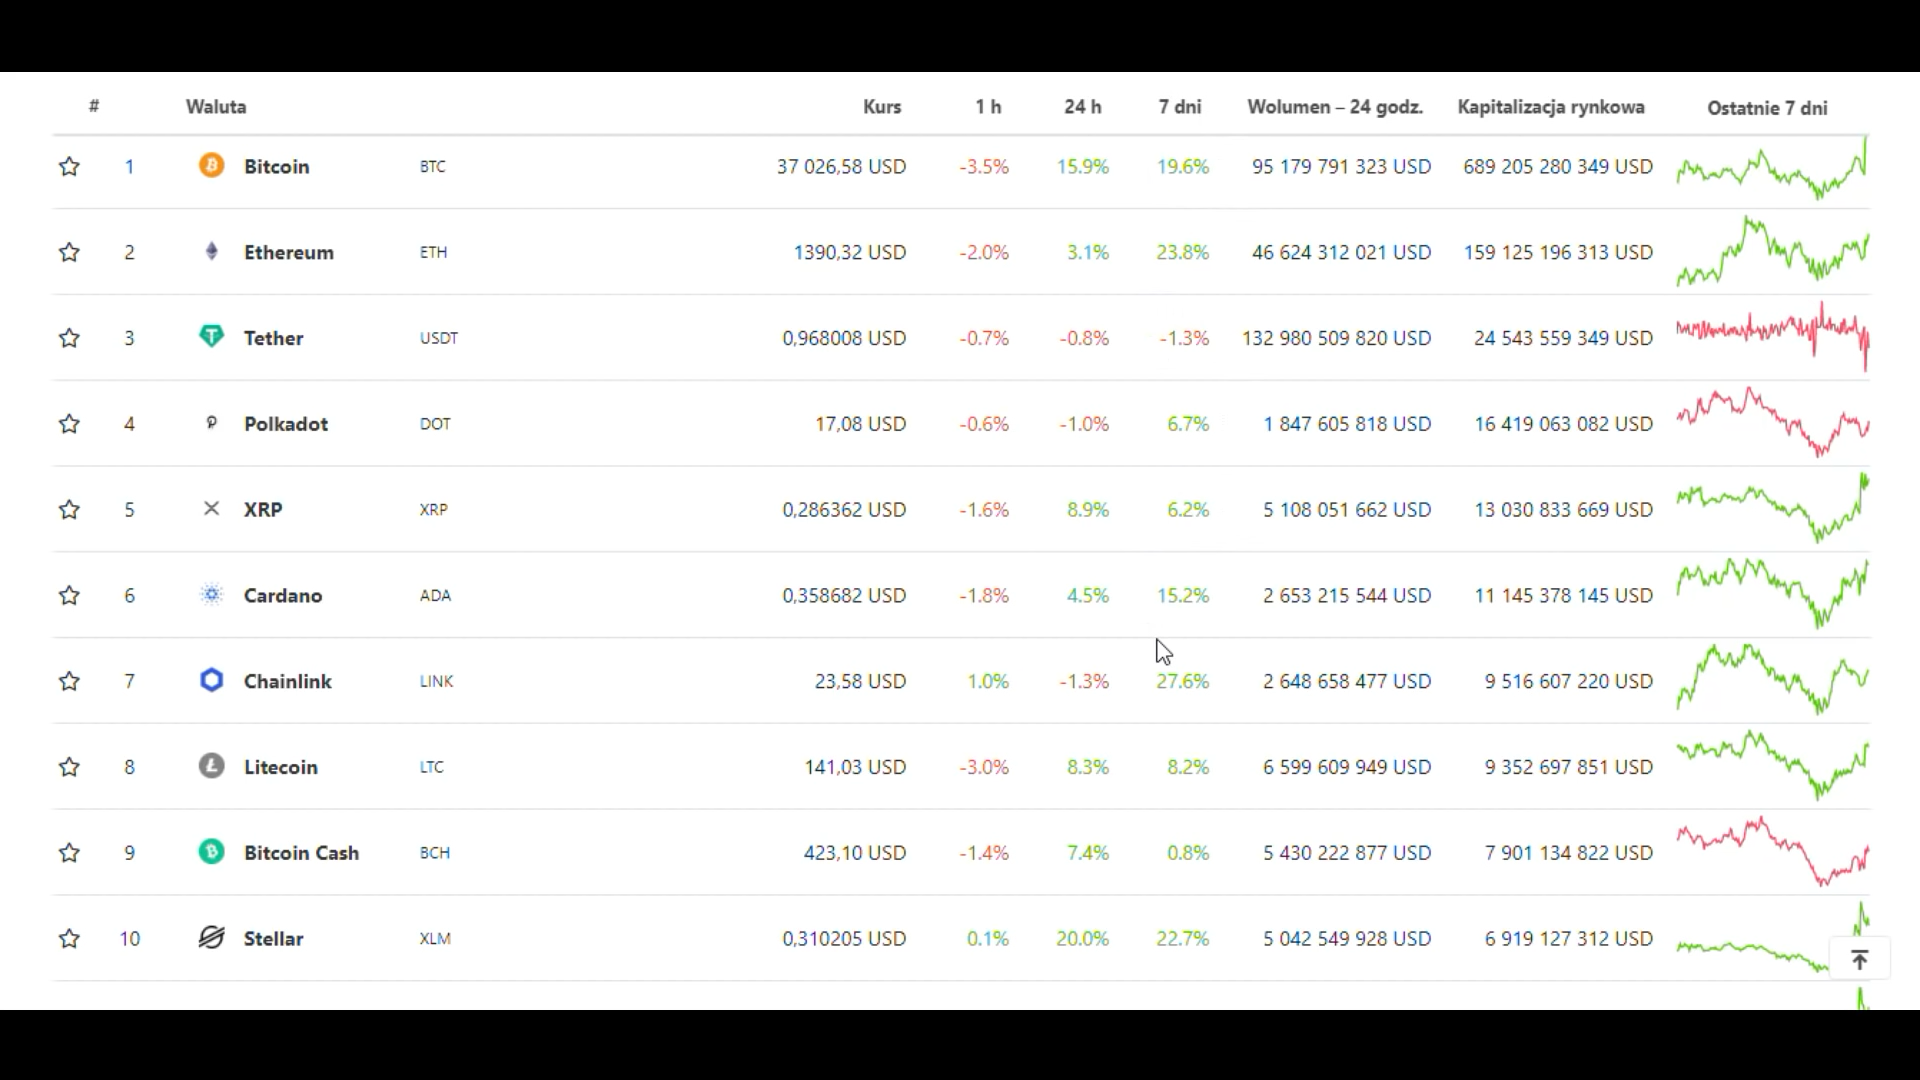 # Waluta Kurs 1 h 24 h 7 dni Wolumen – 24 godz. Kapitalizacja rynkowa Ostatnie 7 dni
1 Bitcoin BTC 37 026,58 USD -3.5% 15.9% 19.6% 95 179 791 323 USD 689 205 280 349 USD
2 Ethereum ETH 1390,32 USD -2.0% 3.1% 23.8% 46 624 312 021 USD 159 125 196 313 USD
3 Tether USDT 0,968008 USD -0.7% -0.8% -1.3% 132 980 509 820 USD 24 543 559 349 USD
4 Polkadot DOT 17,08 USD -0.6% -1.0% 6.7% 1 847 605 818 USD 16 419 063 082 USD
5 XRP XRP 0,286362 USD -1.6% 8.9% 6.2% 5 108 051 662 USD 13 030 833 669 USD
6 Cardano ADA 0,358682 USD -1.8% 4.5% 15.2% 2 653 215 544 USD 11 145 378 145 USD
7 Chainlink LINK 23,58 USD 1.0% -1.3% 27.6% 2 648 658 477 USD 9 516 607 220 USD
8 Litecoin LTC 141,03 USD -3.0% 8.3% 8.2% 6 599 609 949 USD 9 352 697 851 USD
9 Bitcoin Cash BCH 423,10 USD -1.4% 7.4% 0.8% 5 430 222 877 USD 7 901 134 822 USD
10 Stellar XLM 0,310205 USD 0.1% 20.0% 22.7% 5 042 549 928 USD 6 919 127 312 USD